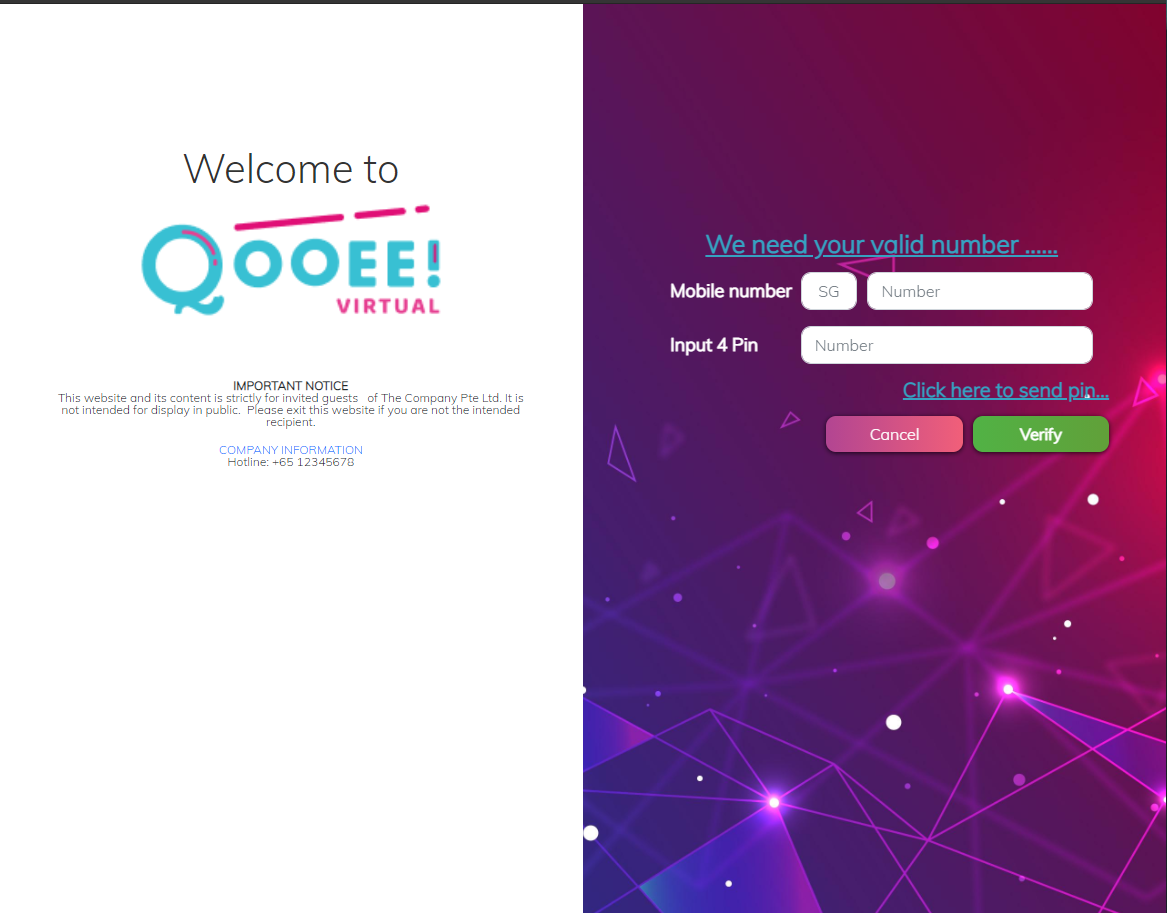 Welcome to
QOOEE!
VIRTUAL
IMPORTANT NOTICE
This website and its content is strictly for invited guests of The Company Pte Ltd. It is
not intended for display in public. Please exit this website if you are not the intended
recipient.
COMPANY INFORMATION
Hotline: +65 12345678
We need your valid number ......
Mobile number SG Number
Input 4 Pin Number
Click here to send pin...
Cancel Verify